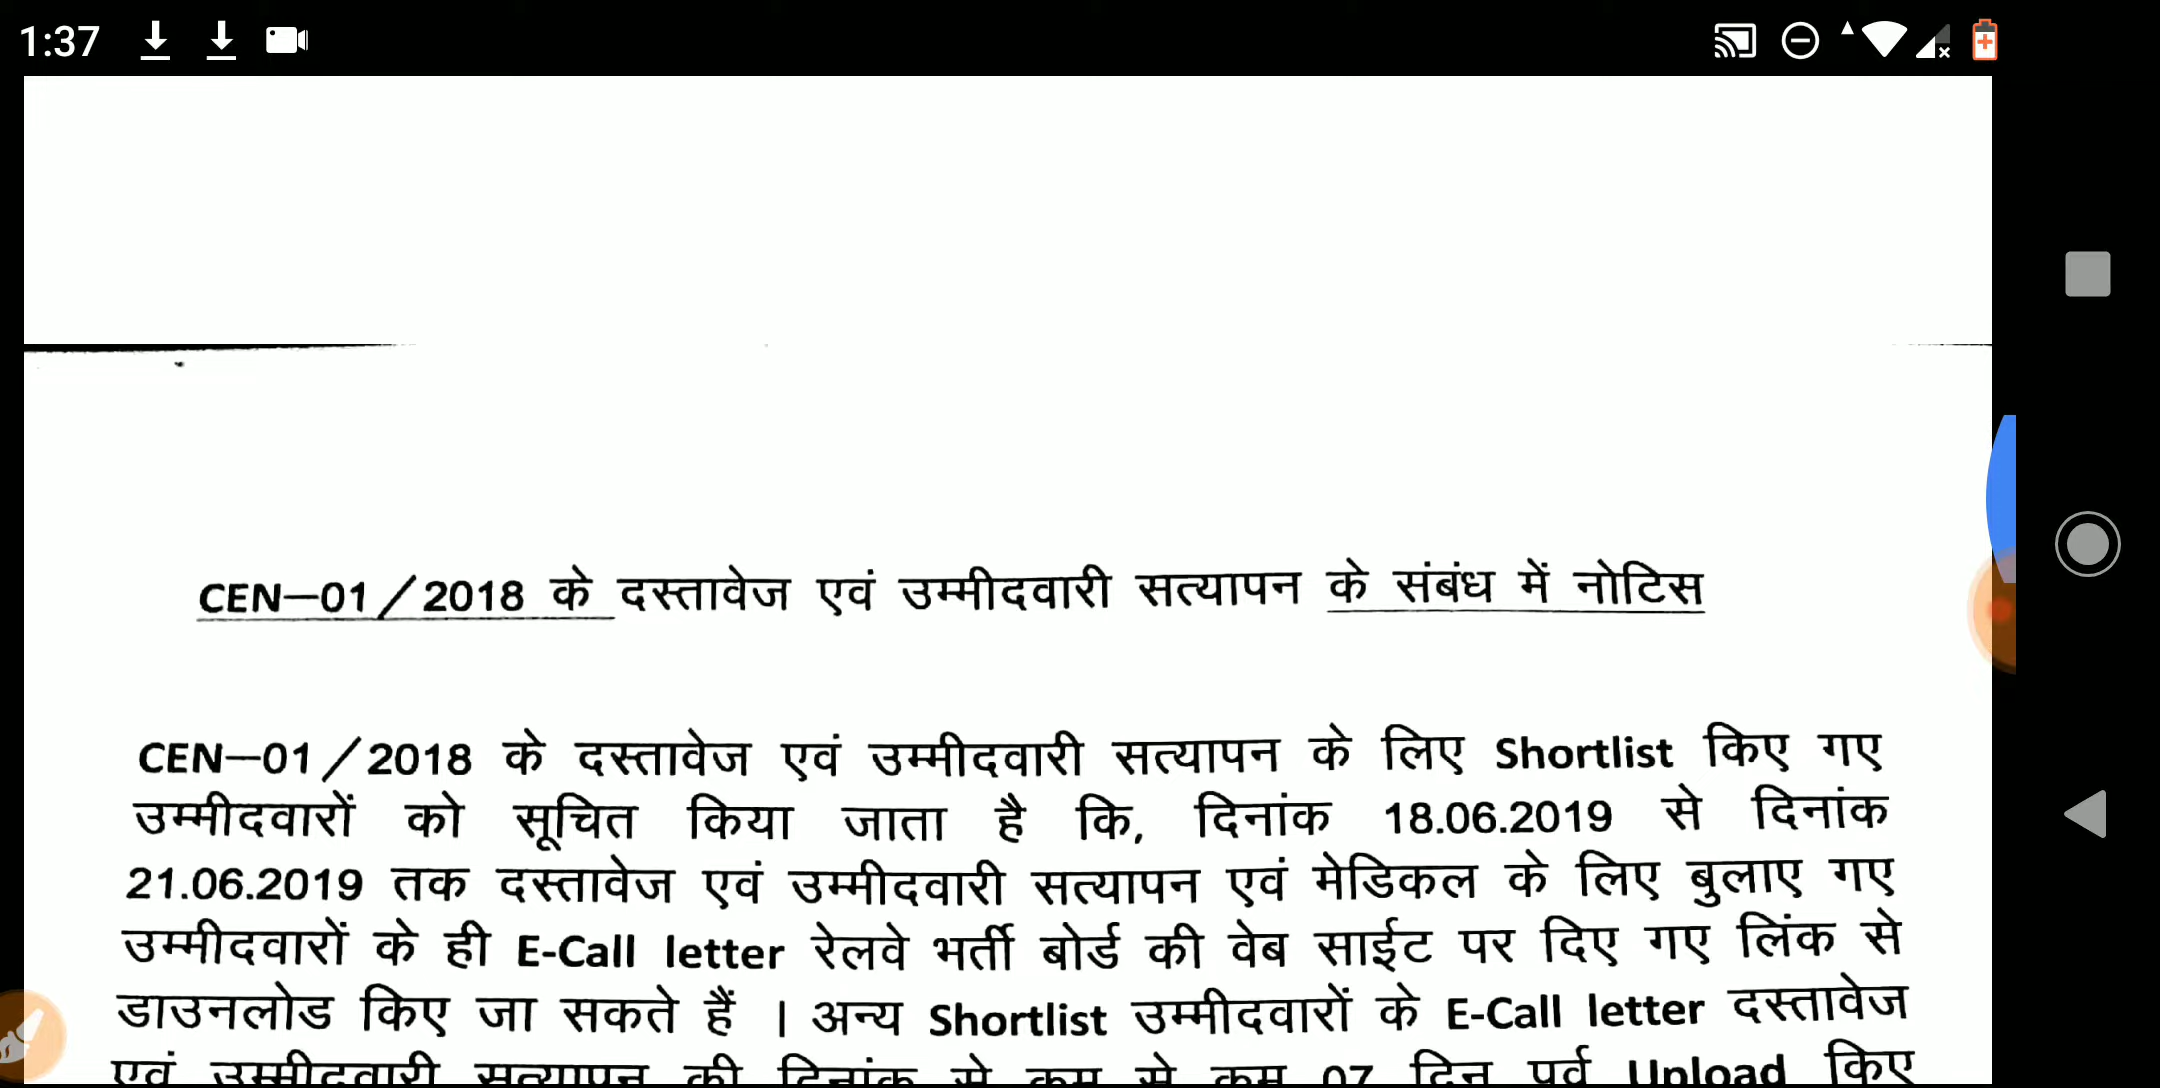 1:37
CEN–01/2018 के दस्तावेज एवं उम्मीदवारी सत्यापन के संबंध में नोटिस
CEN–01/2018 के दस्तावेज एवं उम्मीदवारी सत्यापन के लिए Shortlist किए गए
उम्मीदवारों को सूचित किया जाता है कि, दिनांक 18.06.2019 से दिनांक
21.06.2019 तक दस्तावेज एवं उम्मीदवारी सत्यापन एवं मेडिकल के लिए बुलाए गए
उम्मीदवारों के ही E-Call letter रेलवे भर्ती बोर्ड की वेब साईट पर दिए गए लिंक से
डाउनलोड किए जा सकते हैं । अन्य Shortlist उम्मीदवारों के E-Call letter दस्तावेज
एवं उम्मीदवारी सत्यापन की दिनांक से कम से कम 07 दिन पूर्व Upload किए